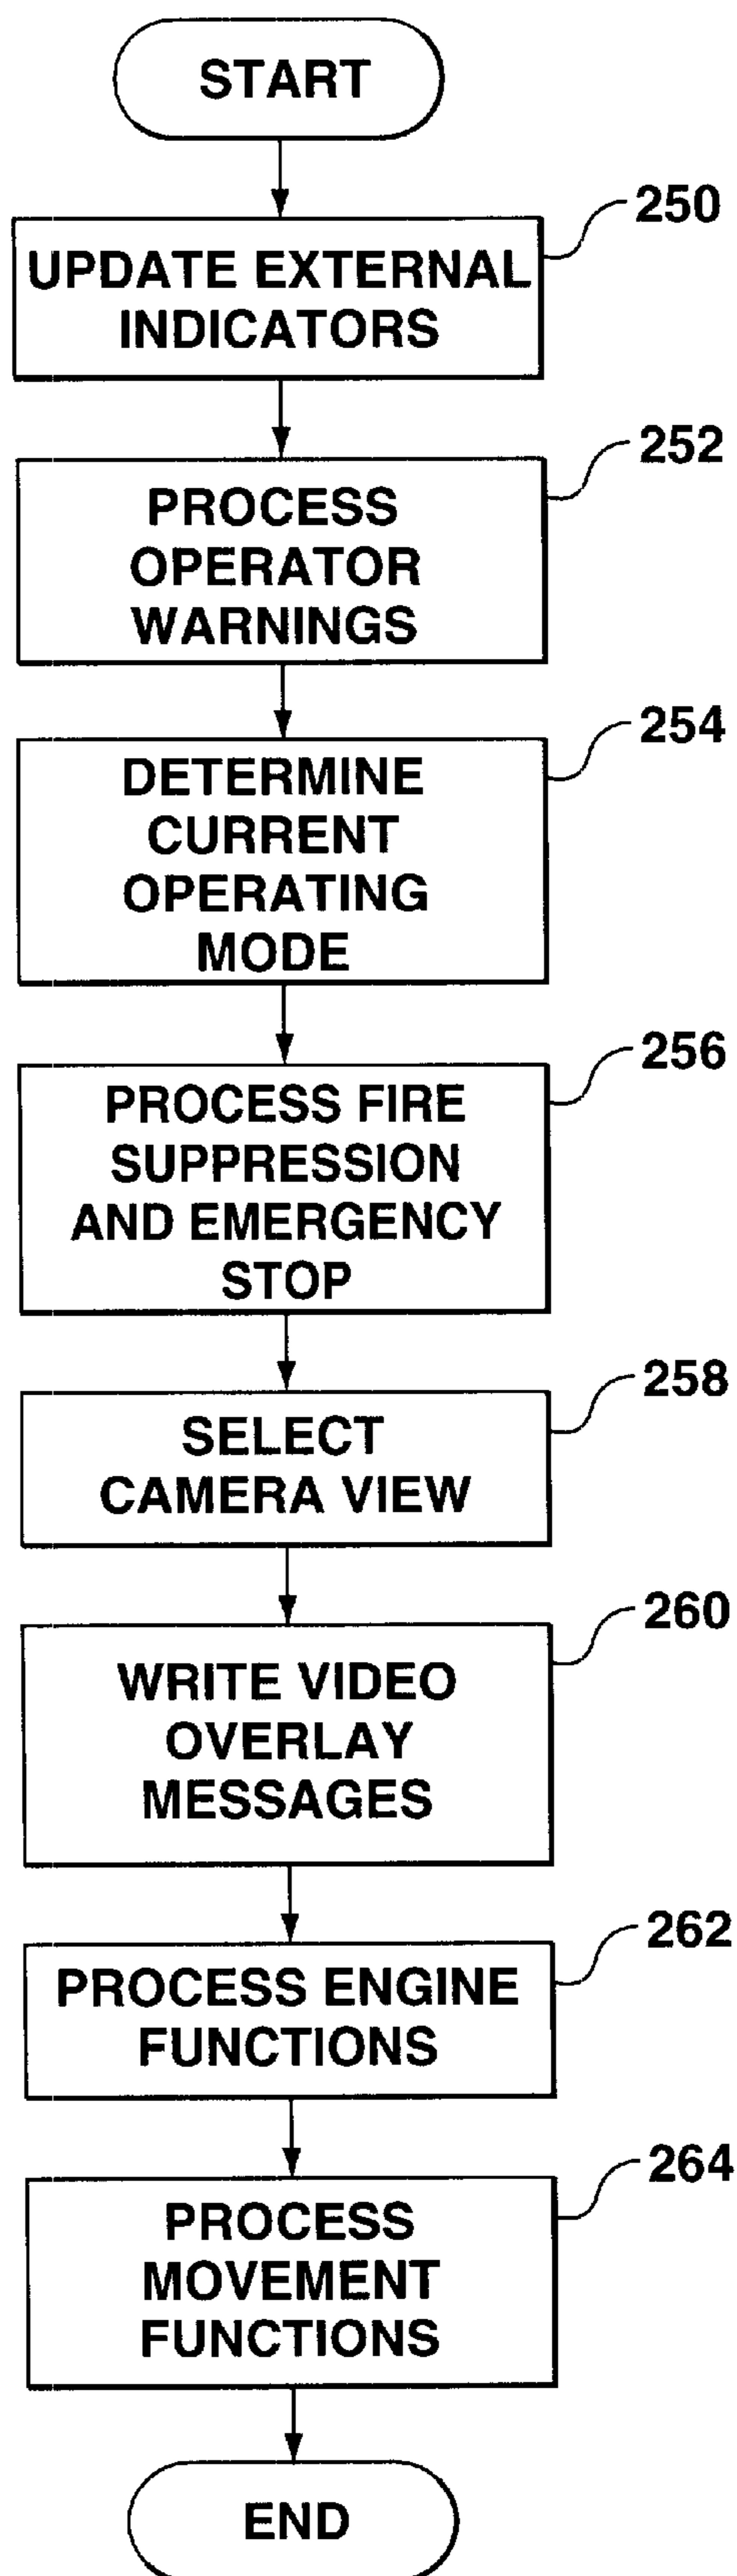 START
250
UPDATE EXTERNAL
INDICATORS
252
PROCESS
OPERATOR
WARNINGS
254
DETERMINE
CURRENT
OPERATING
MODE
256
PROCESS FIRE
SUPPRESSION
AND EMERGENCY
STOP
258
SELECT
CAMERA VIEW
260
WRITE VIDEO
OVERLAY
MESSAGES
262
PROCESS ENGINE
FUNCTIONS
264
PROCESS
MOVEMENT
FUNCTIONS
END